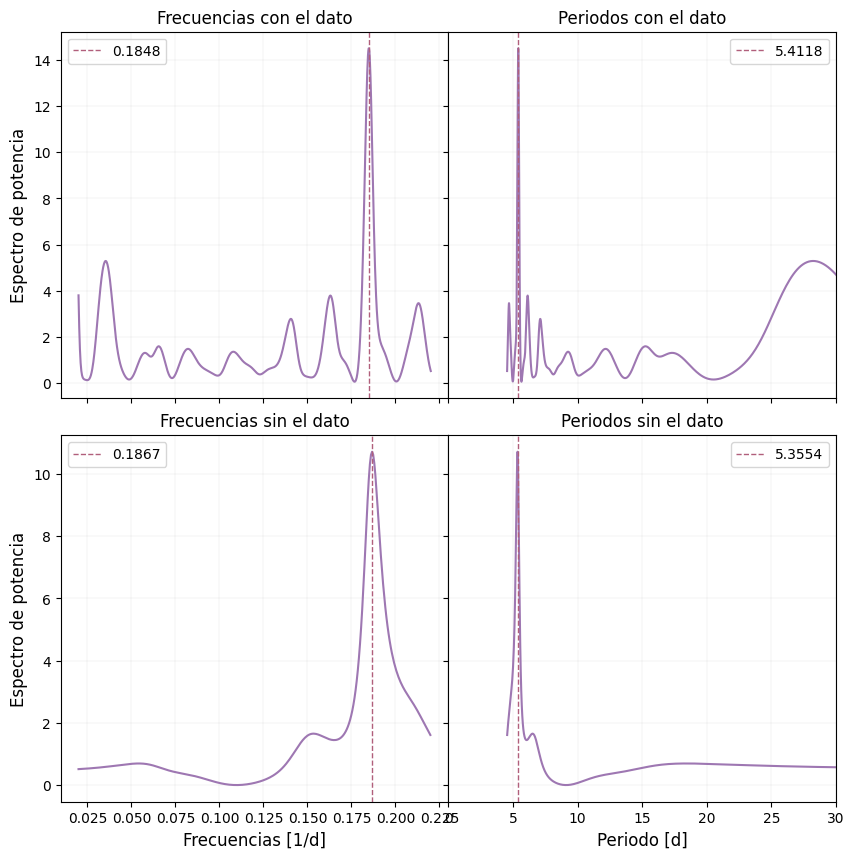 Frecuencias con el dato
Periodos con el dato
0.1848
5.4118
14
12
10
8
6
4
2
0
Espectro de potencia
Frecuencias sin el dato
Periodos sin el dato
0.1867
5.3554
10
8
6
4
2
0
Espectro de potencia
0.025 0.050 0.075 0.100 0.125 0.150 0.175 0.200 0.225
5 10 15 20 25 30
Frecuencias [1/d]
Periodo [d]